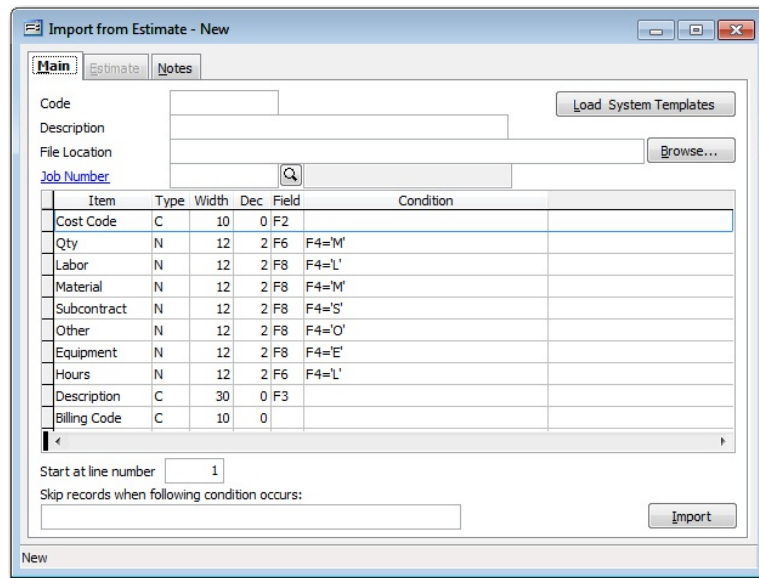 Import from Estimate - New
Main Estimate Notes
Code Load System Templates
Description
File Location Browse...
Job Number
Item Type Width Dec Field Condition
Cost Code C 10 0 F2
Qty N 12 2 F6 F4='M'
Labor N 12 2 F8 F4='L'
Material N 12 2 F8 F4='M'
Subcontract N 12 2 F8 F4='S'
Other N 12 2 F8 F4='O'
Equipment N 12 2 F8 F4='E'
Hours N 12 2 F6 F4='L'
Description C 30 0 F3
Billing Code C 10 0
Start at line number 1
Skip records when following condition occurs:
Import
New